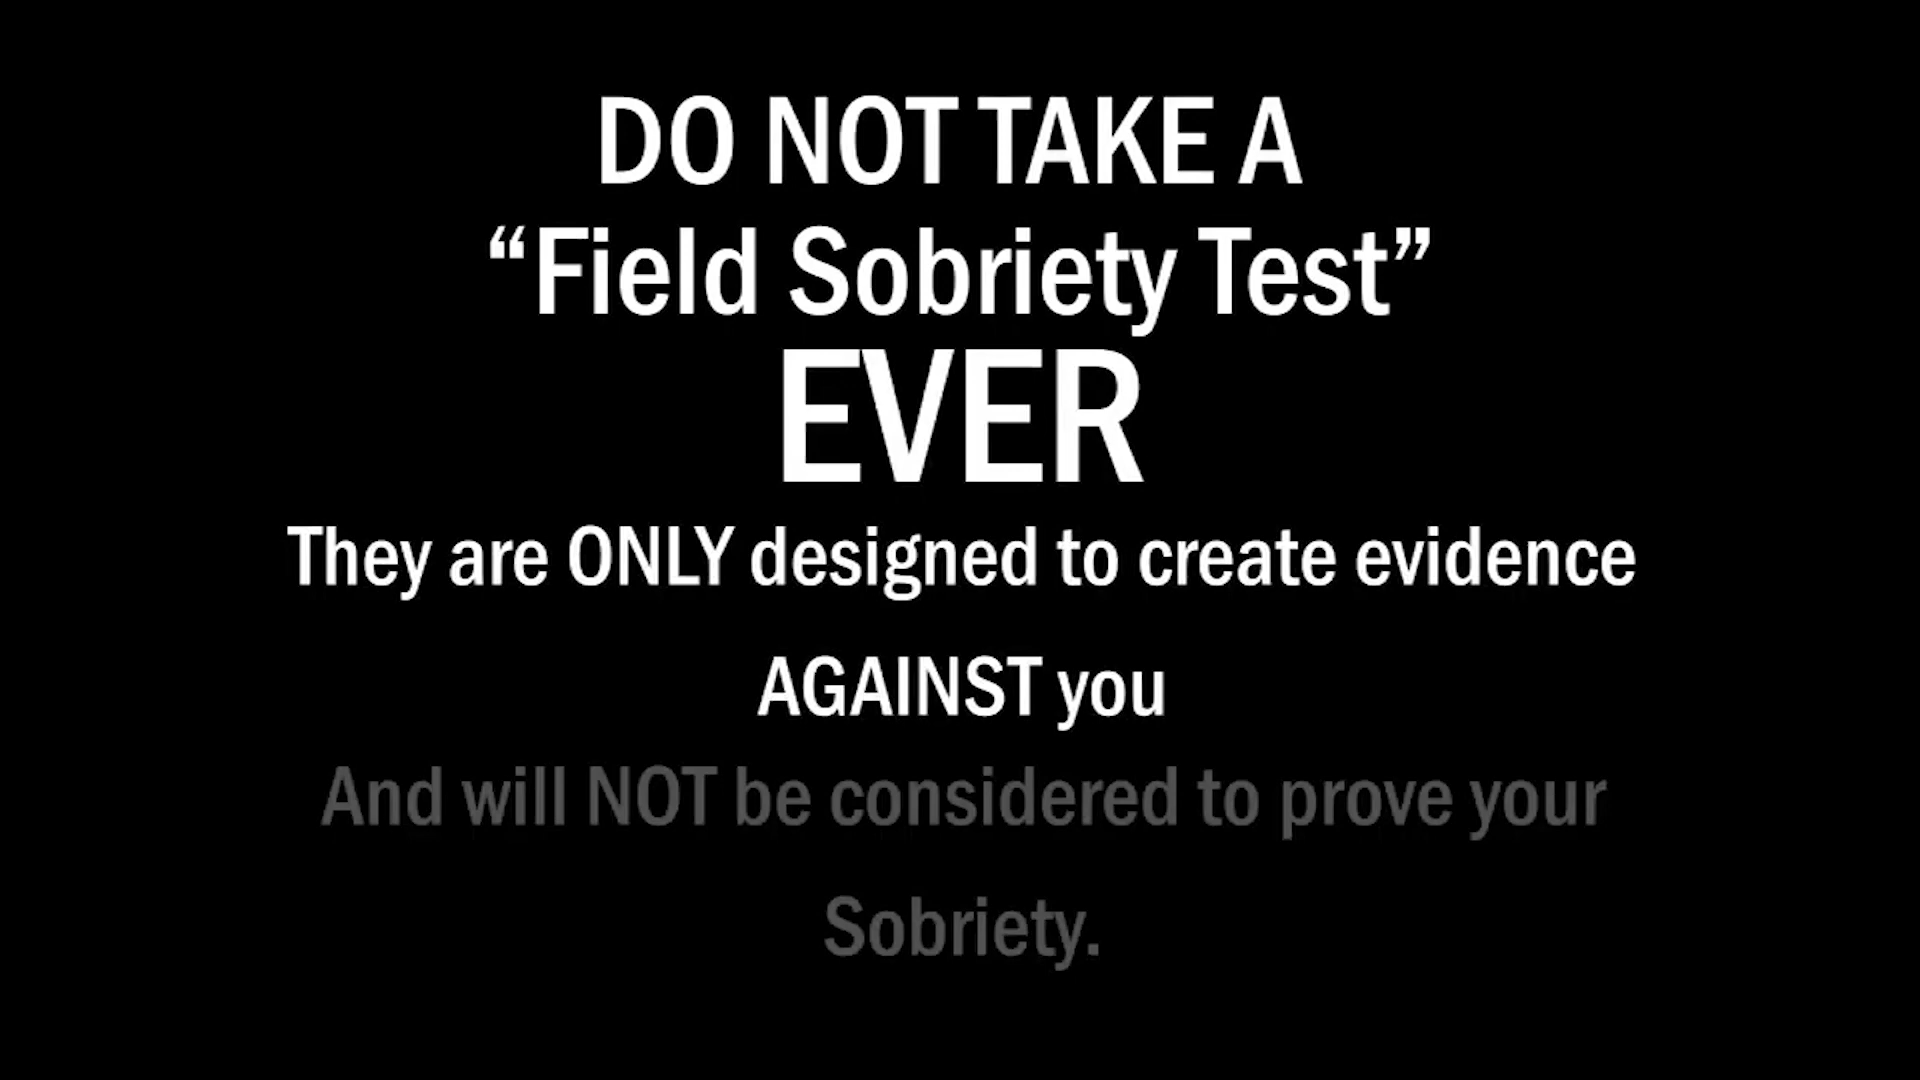 DO NOT TAKE A
“Field Sobriety Test”
EVER
They are ONLY designed to create evidence
AGAINST you
And will NOT be considered to prove your
Sobriety.